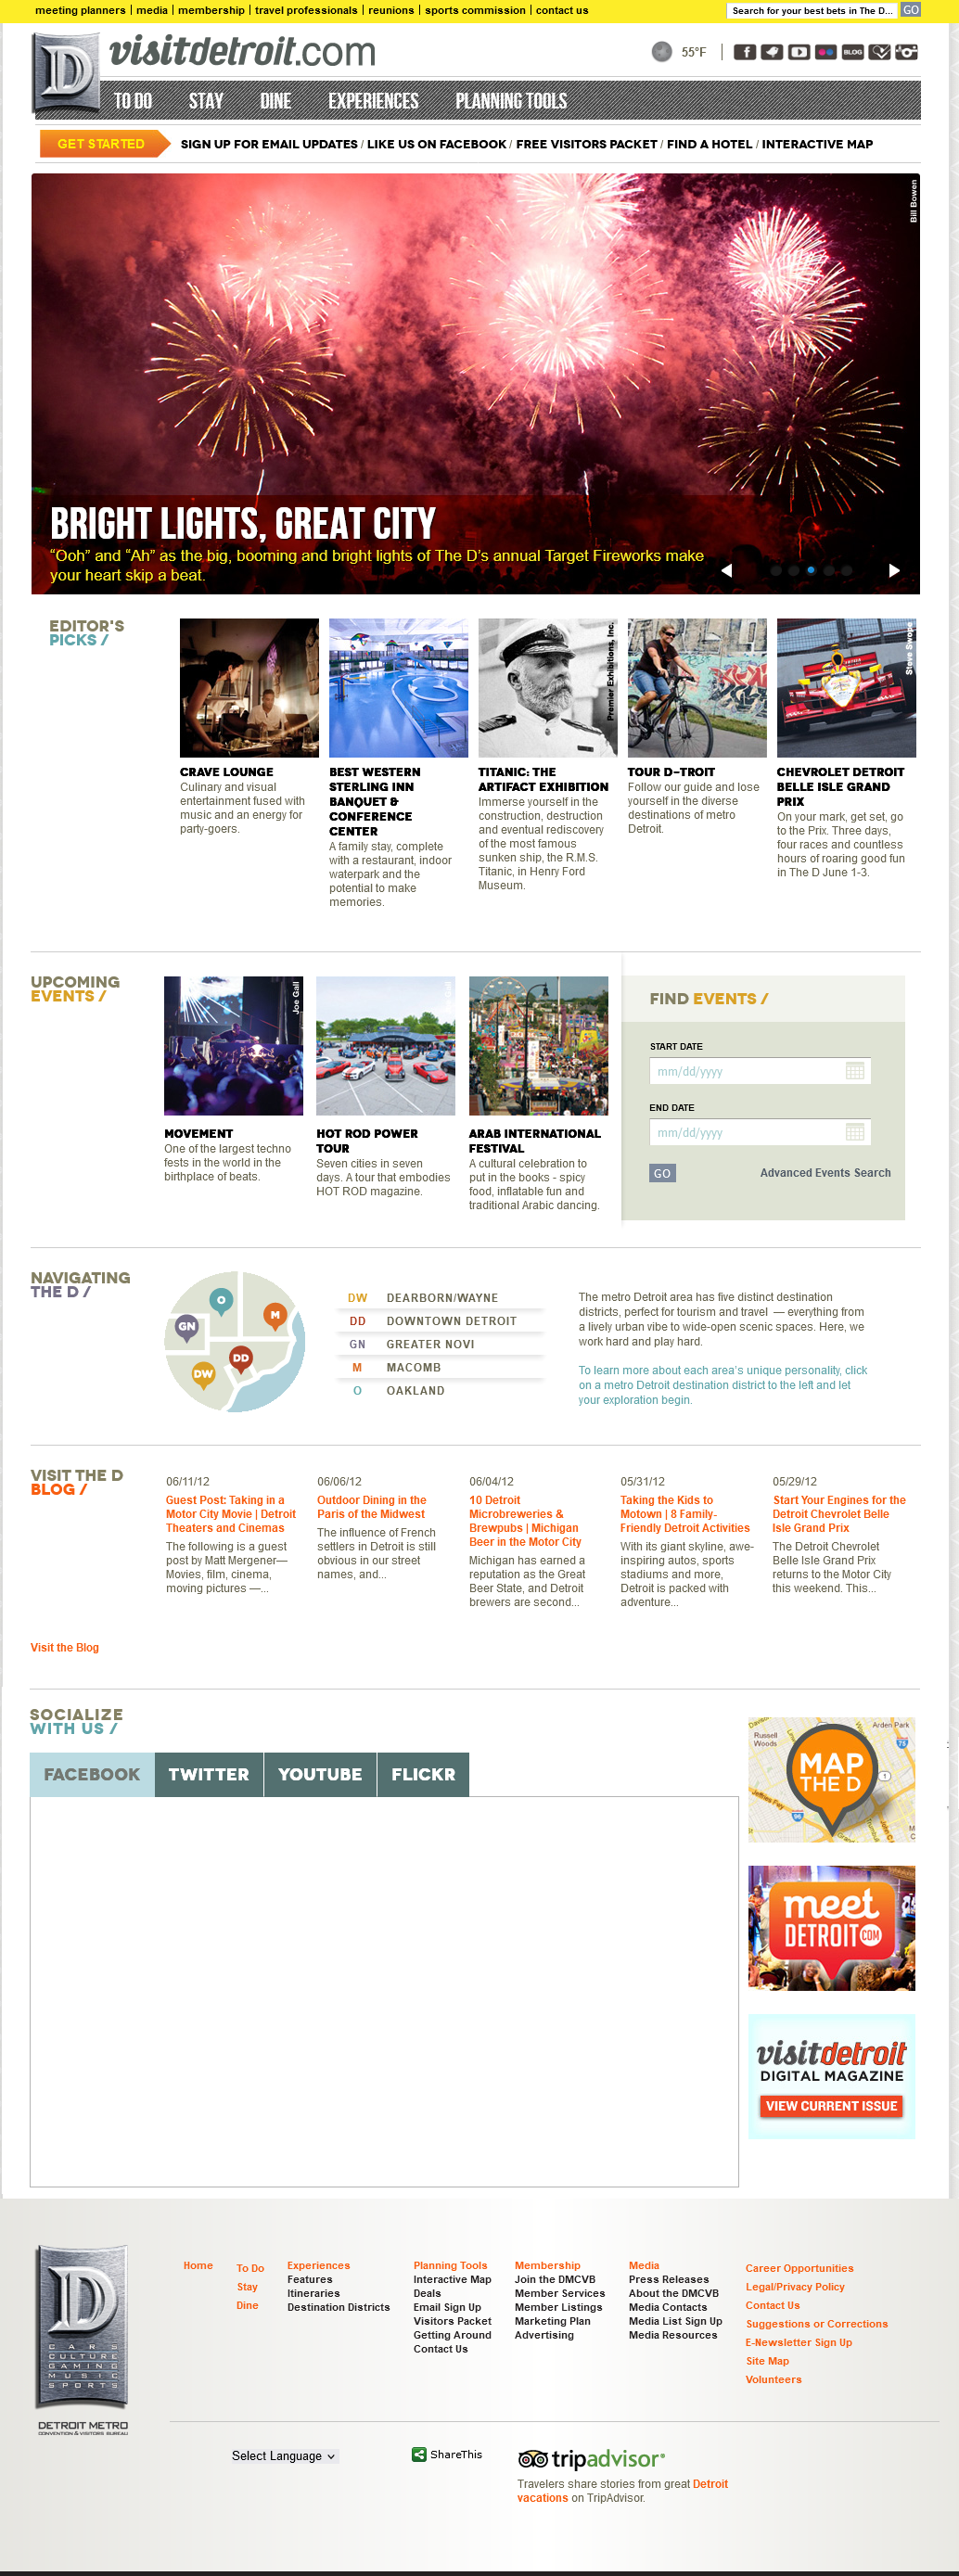 meeting planners | media | membership | travel professionals | reunions | sports commission | contact us
Search for your best bets in The D... GO
D visitdetroit.com
55°F
BLOG
TO DO STAY DINE EXPERIENCES PLANNING TOOLS
GET STARTED SIGN UP FOR EMAIL UPDATES / LIKE US ON FACEBOOK / FREE VISITORS PACKET / FIND A HOTEL / INTERACTIVE MAP
Bill Bowen
BRIGHT LIGHTS, GREAT CITY
“Ooh” and “Ah” as the big, booming and bright lights of The D’s annual Target Fireworks make
your heart skip a beat.
EDITOR'S
PICKS /
CRAVE LOUNGE
Culinary and visual
entertainment fused with
music and an energy for
party-goers.
BEST WESTERN
STERLING INN
BANQUET &
CONFERENCE
CENTER
A family stay, complete
with a restaurant, indoor
waterpark and the
potential to make
memories.
Premier Exhibitions, Inc.
TITANIC: THE
ARTIFACT EXHIBITION
Immerse yourself in the
construction, destruction
and eventual rediscovery
of the most famous
sunken ship, the R.M.S.
Titanic, in Henry Ford
Museum.
TOUR D-TROIT
Follow our guide and lose
yourself in the diverse
destinations of metro
Detroit.
Steve Swope
CHEVROLET DETROIT
BELLE ISLE GRAND
PRIX
On your mark, get set, go
to the Prix. Three days,
four races and countless
hours of roaring good fun
in The D June 1-3.
UPCOMING
EVENTS /
Joe Gall
MOVEMENT
One of the largest techno
fests in the world in the
birthplace of beats.
HOT ROD POWER
TOUR
Seven cities in seven
days. A tour that embodies
HOT ROD magazine.
ARAB INTERNATIONAL
FESTIVAL
A cultural celebration to
put in the books - spicy
food, inflatable fun and
traditional Arabic dancing.
FIND EVENTS /
START DATE
mm/dd/yyyy
END DATE
mm/dd/yyyy
GO Advanced Events Search
NAVIGATING
THE D /
O
M
GN
DD
DW
DW DEARBORN/WAYNE
DD DOWNTOWN DETROIT
GN GREATER NOVI
M MACOMB
O OAKLAND
The metro Detroit area has five distinct destination
districts, perfect for tourism and travel — everything from
a lively urban vibe to wide-open scenic spaces. Here, we
work hard and play hard.
To learn more about each area's unique personality, click
on a metro Detroit destination district to the left and let
your exploration begin.
VISIT THE D
BLOG /
06/11/12
Guest Post: Taking in a
Motor City Movie | Detroit
Theaters and Cinemas
The following is a guest
post by Matt Mergener—
Movies, film, cinema,
moving pictures —...
06/06/12
Outdoor Dining in the
Paris of the Midwest
The influence of French
settlers in Detroit is still
obvious in our street
names, and...
06/04/12
10 Detroit
Microbreweries &
Brewpubs | Michigan
Beer in the Motor City
Michigan has earned a
reputation as the Great
Beer State, and Detroit
brewers are second...
05/31/12
Taking the Kids to
Motown | 8 Family-
Friendly Detroit Activities
With its giant skyline, awe-
inspiring autos, sports
stadiums and more,
Detroit is packed with
adventure...
05/29/12
Start Your Engines for the
Detroit Chevrolet Belle
Isle Grand Prix
The Detroit Chevrolet
Belle Isle Grand Prix
returns to the Motor City
this weekend. This...
Visit the Blog
SOCIALIZE
WITH US /
FACEBOOK TWITTER YOUTUBE FLICKR
Russell
Woods
Arden Park
MAP
THE D
meet
DETROIT.COM
visitdetroit
DIGITAL MAGAZINE
VIEW CURRENT ISSUE
D
CARS
CULTURE
GAMING
MUSIC
SPORTS
DETROIT METRO
CONVENTION & VISITORS BUREAU
Home
To Do
Stay
Dine
Experiences
Features
Itineraries
Destination Districts
Planning Tools
Interactive Map
Deals
Email Sign Up
Visitors Packet
Getting Around
Contact Us
Membership
Join the DMCVB
Member Services
Member Listings
Marketing Plan
Advertising
Media
Press Releases
About the DMCVB
Media Contacts
Media List Sign Up
Media Resources
Career Opportunities
Legal/Privacy Policy
Contact Us
Suggestions or Corrections
E-Newsletter Sign Up
Site Map
Volunteers
Select Language
ShareThis
tripadvisor
Travelers share stories from great Detroit
vacations on TripAdvisor.